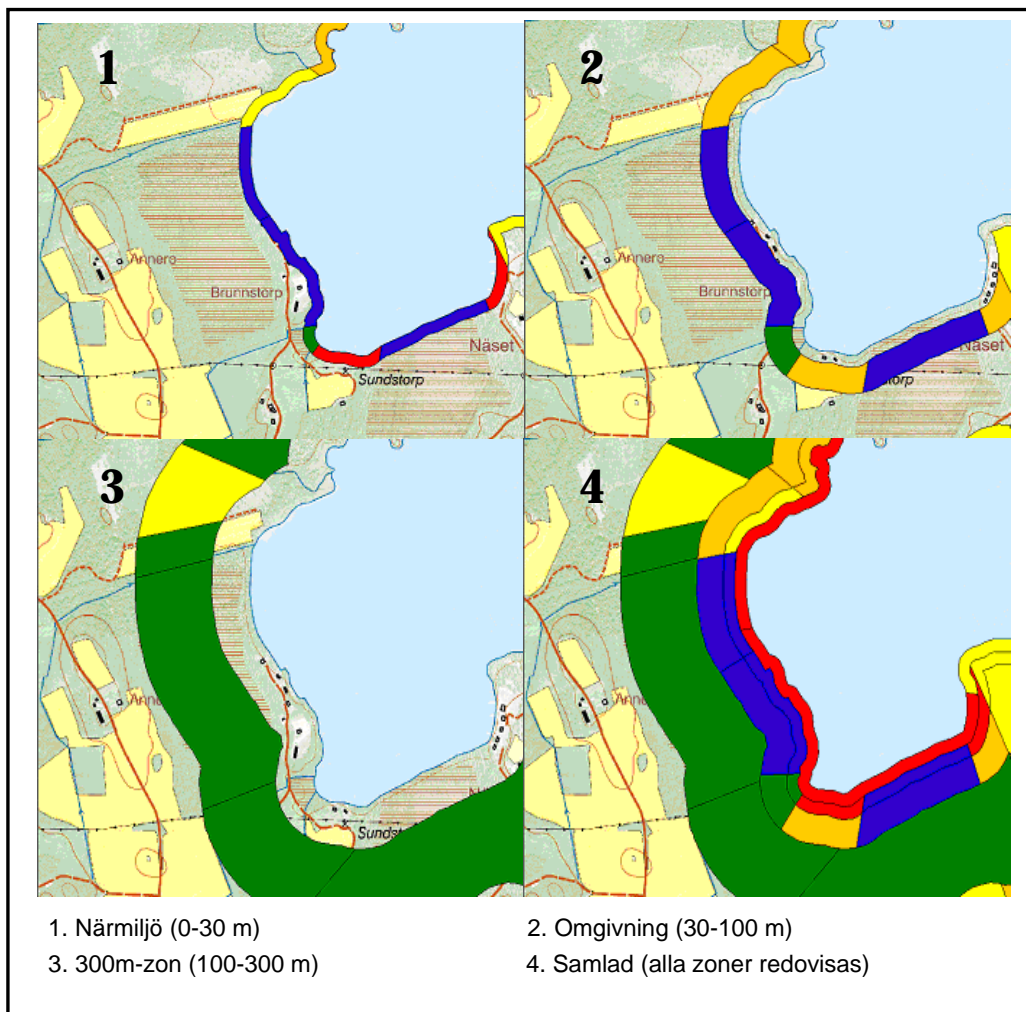 1
2
Annero
Annero
Brunnstorp
Brunnstorp
Näset
Näset
Sundstorp
torp
3
4
Anne
Annero
N
Sundst
1. Närmiljö (0-30 m)
2. Omgivning (30-100 m)
3. 300m-zon (100-300 m)
4. Samlad (alla zoner redovisas)